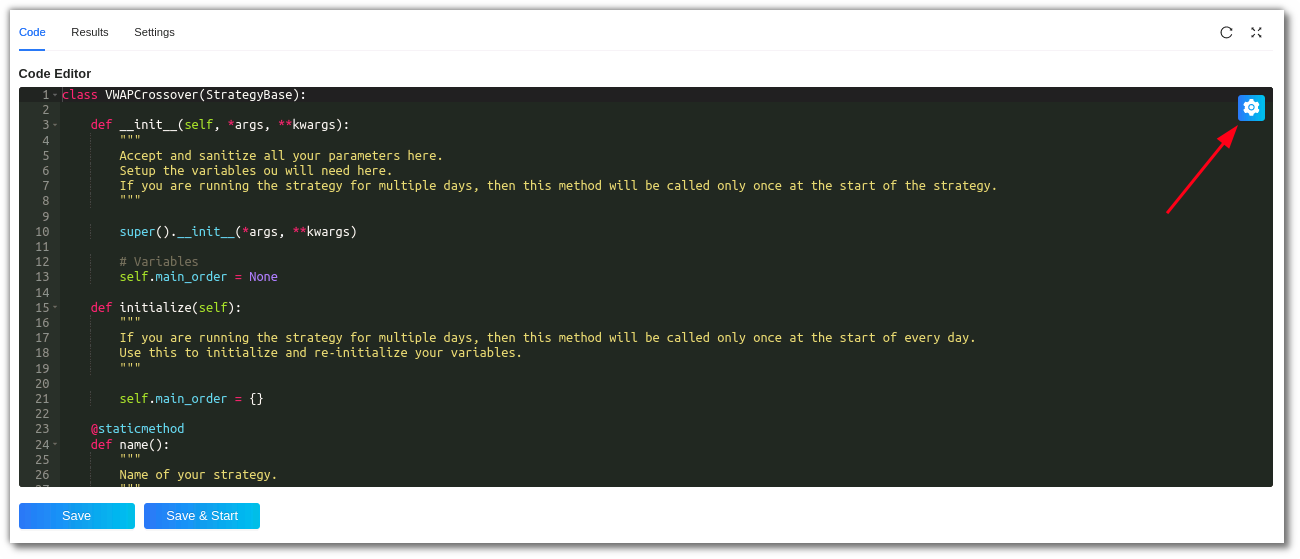 Code Results Settings
Code Editor
1 class VWAPCrossover(StrategyBase):
2
3 def __init__(self, *args, **kwargs):
4 """
5 Accept and sanitize all your parameters here.
6 Setup the variables ou will need here.
7 If you are running the strategy for multiple days, then this method will be called only once at the start of the strategy.
8 """
9
10 super().__init__(*args, **kwargs)
11
12 # Variables
13 self.main_order = None
14
15 def initialize(self):
16 """
17 If you are running the strategy for multiple days, then this method will be called only once at the start of every day.
18 Use this to initialize and re-initialize your variables.
19 """
20
21 self.main_order = {}
22
23 @staticmethod
24 def name():
25 """
26 Name of your strategy.
27 """
Save Save & Start